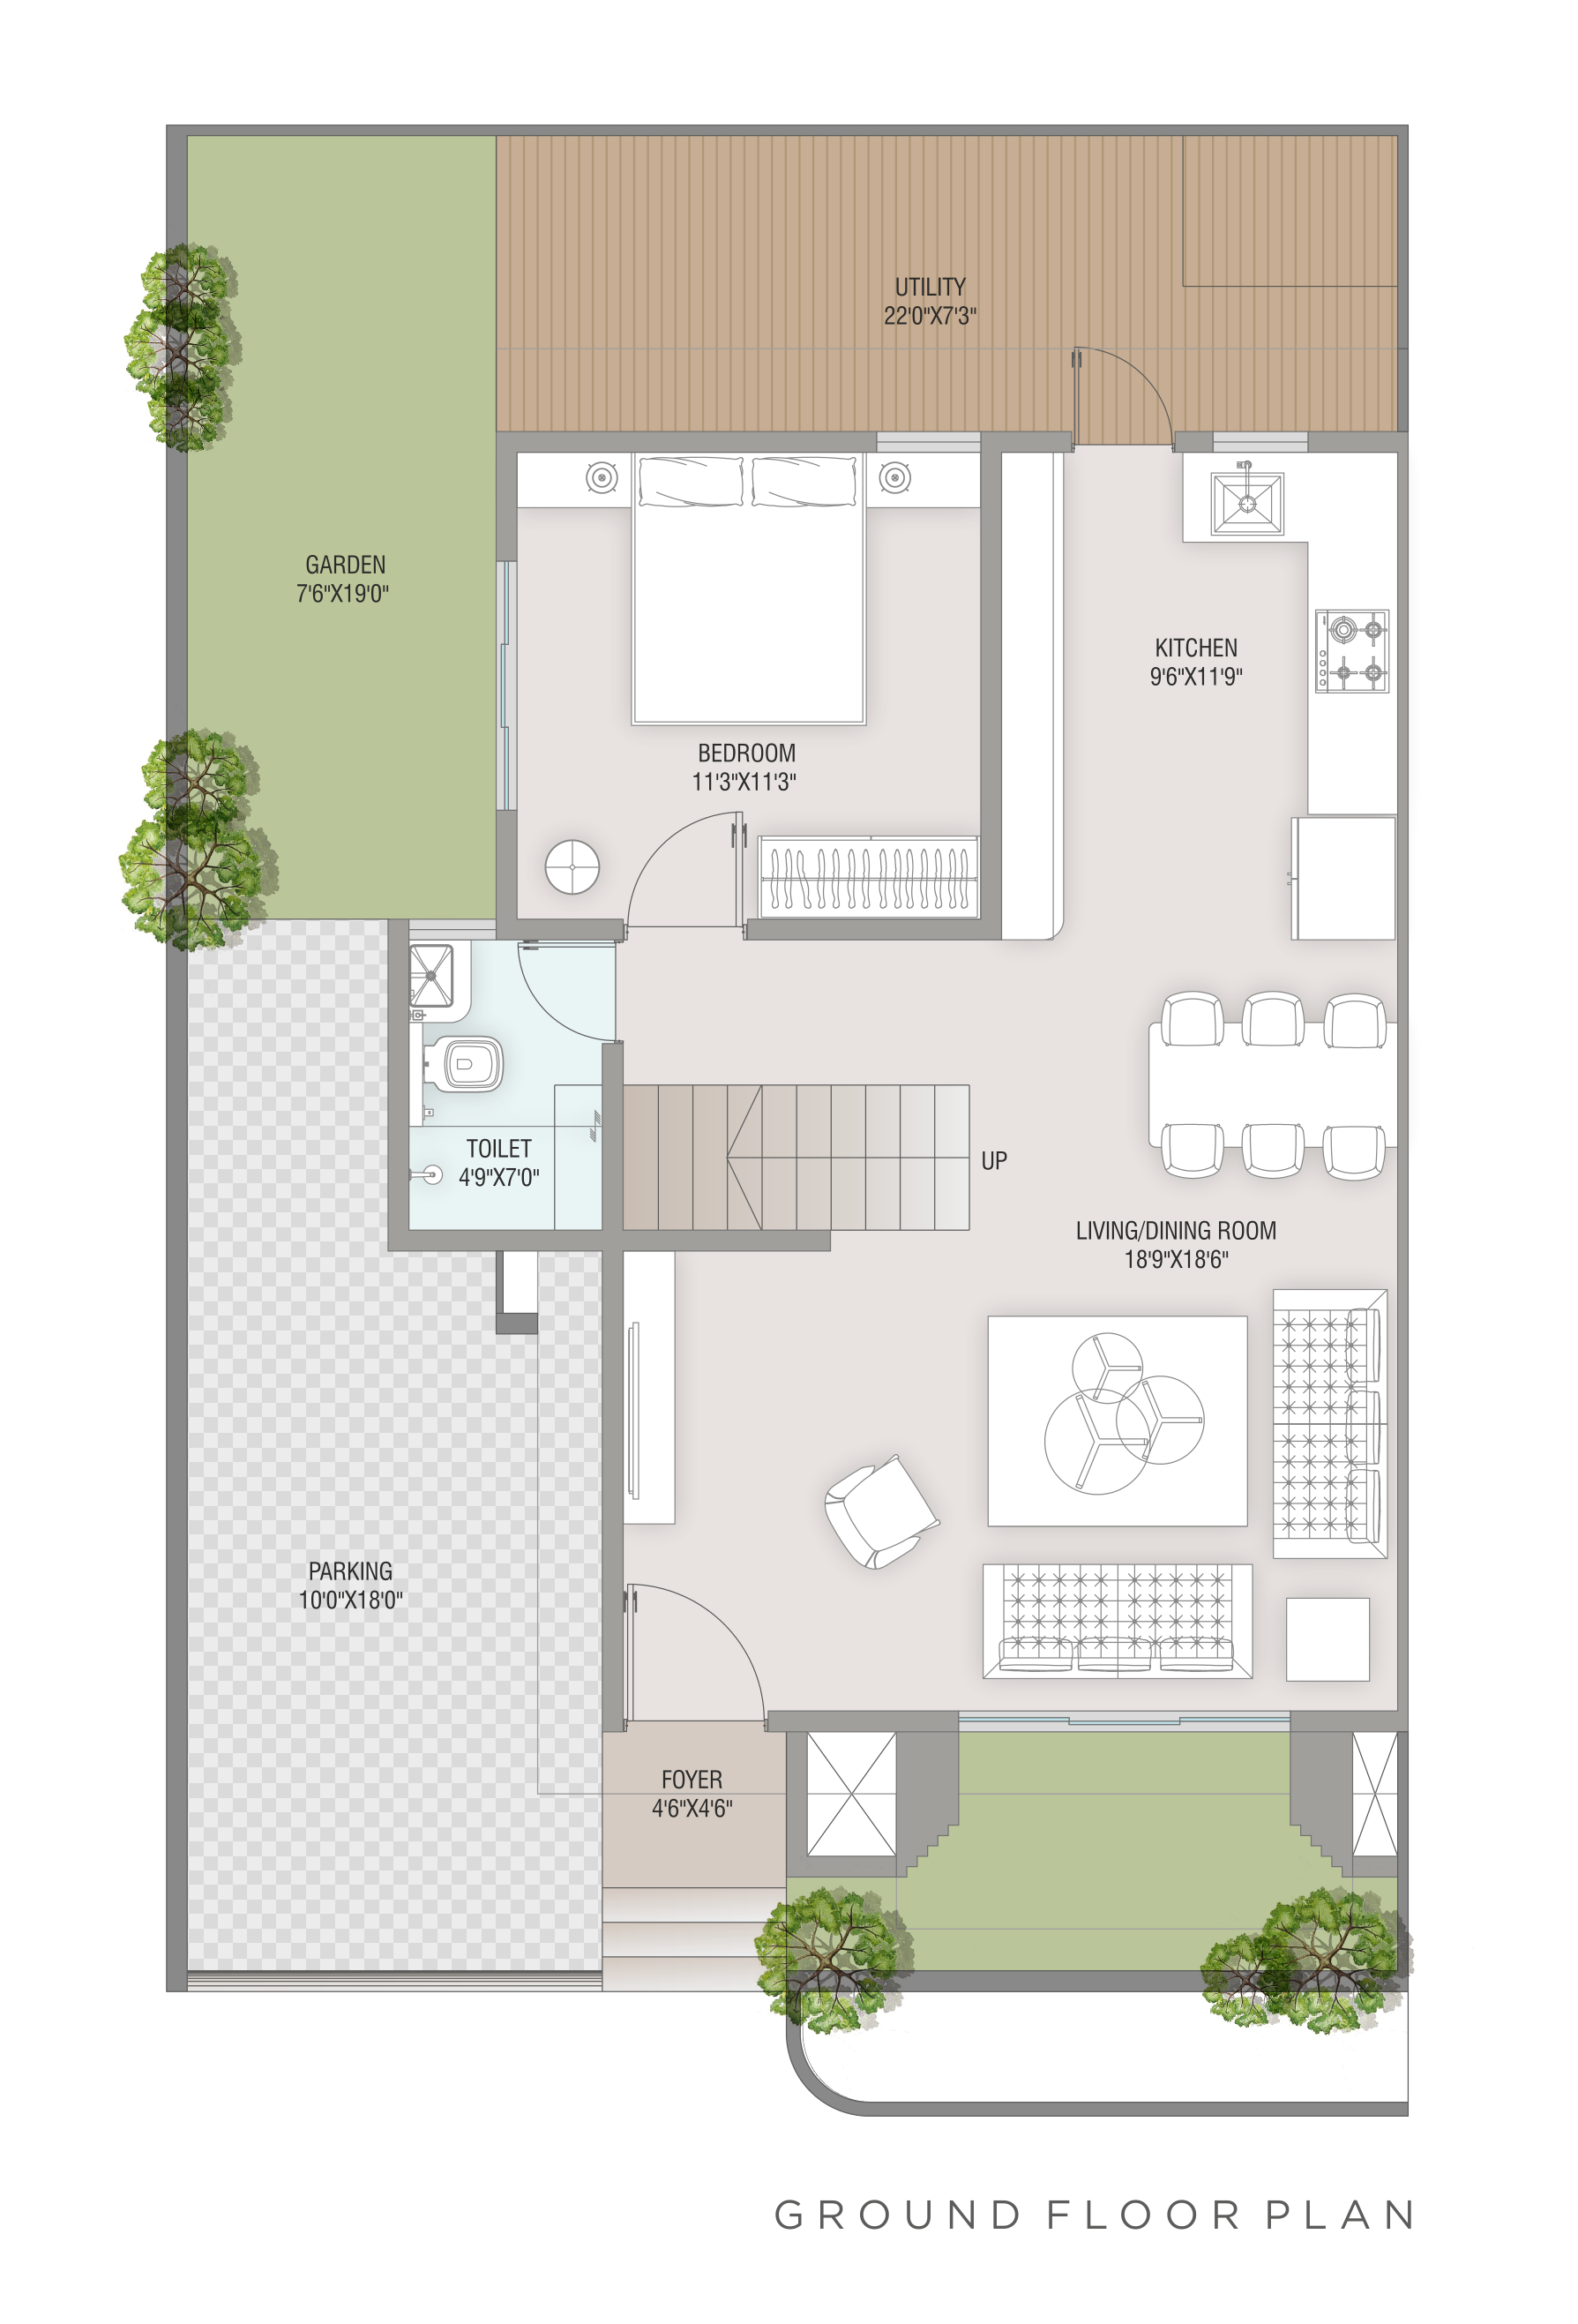 UTILITY
22'0"X7'3"
GARDEN
7'6"X19'0"
KITCHEN
9'6"X11'9"
BEDROOM
11'3"X11'3"
TOILET
4'9"X7'0"
UP
LIVING/DINING ROOM
18'9"X18'6"
PARKING
10'0"X18'0"
FOYER
4'6"X4'6"
GROUND FLOOR PLAN